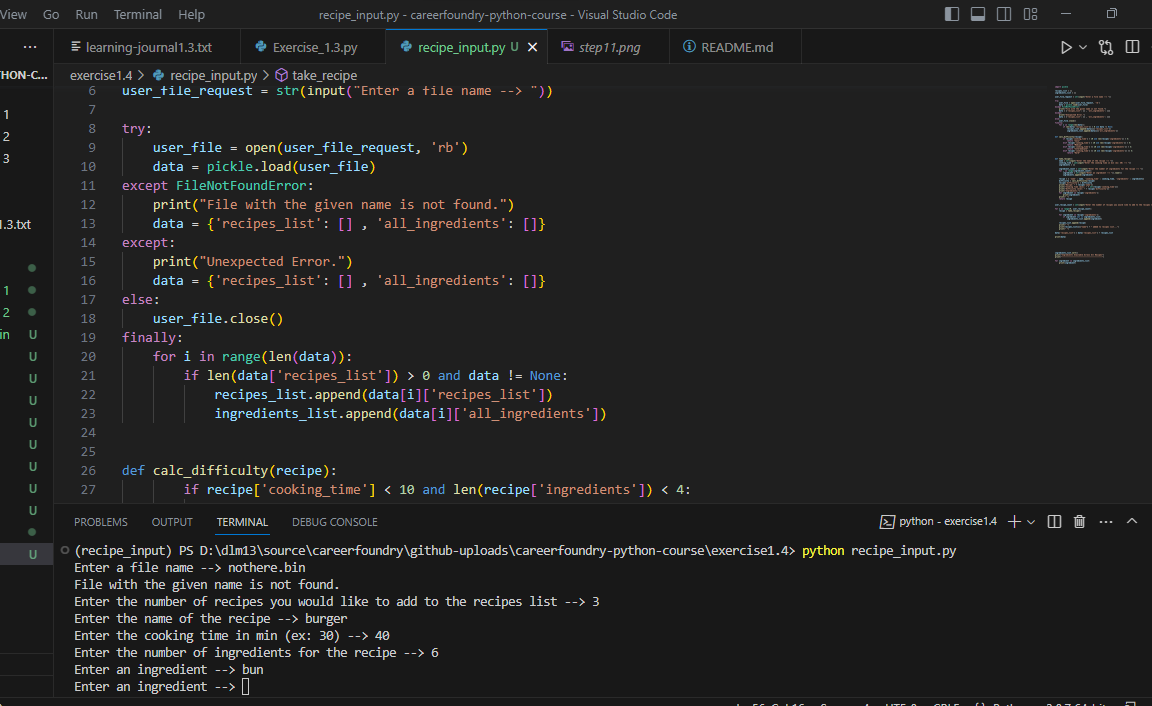 View Go Run Terminal Help recipe_input.py - careerfoundry-python-course - Visual Studio Code
learning-journal1.3.txt Exercise_1.3.py recipe_input.py U step11.png README.md
THON-C... exercise1.4 > recipe_input.py > take_recipe
1
2
3
1.3.txt
1
2
in U
U
U
U
U
U
U
U
U
U
6 user_file_request = str(input("Enter a file name --> "))
7
8 try:
9 user_file = open(user_file_request, 'rb')
10 data = pickle.load(user_file)
11 except FileNotFoundError:
12 print("File with the given name is not found.")
13 data = {'recipes_list': [] , 'all_ingredients': []}
14 except:
15 print("Unexpected Error.")
16 data = {'recipes_list': [] , 'all_ingredients': []}
17 else:
18 user_file.close()
19 finally:
20 for i in range(len(data)):
21 if len(data['recipes_list']) > 0 and data != None:
22 recipes_list.append(data[i]['recipes_list'])
23 ingredients_list.append(data[i]['all_ingredients'])
24
25
26 def calc_difficulty(recipe):
27 if recipe['cooking_time'] < 10 and len(recipe['ingredients']) < 4:
PROBLEMS OUTPUT TERMINAL DEBUG CONSOLE python - exercise1.4
(recipe_input) PS D:\dlm13\source\careerfoundry\github-uploads\careerfoundry-python-course\exercise1.4> python recipe_input.py
Enter a file name --> nothere.bin
File with the given name is not found.
Enter the number of recipes you would like to add to the recipes list --> 3
Enter the name of the recipe --> burger
Enter the cooking time in min (ex: 30) --> 40
Enter the number of ingredients for the recipe --> 6
Enter an ingredient --> bun
Enter an ingredient -->